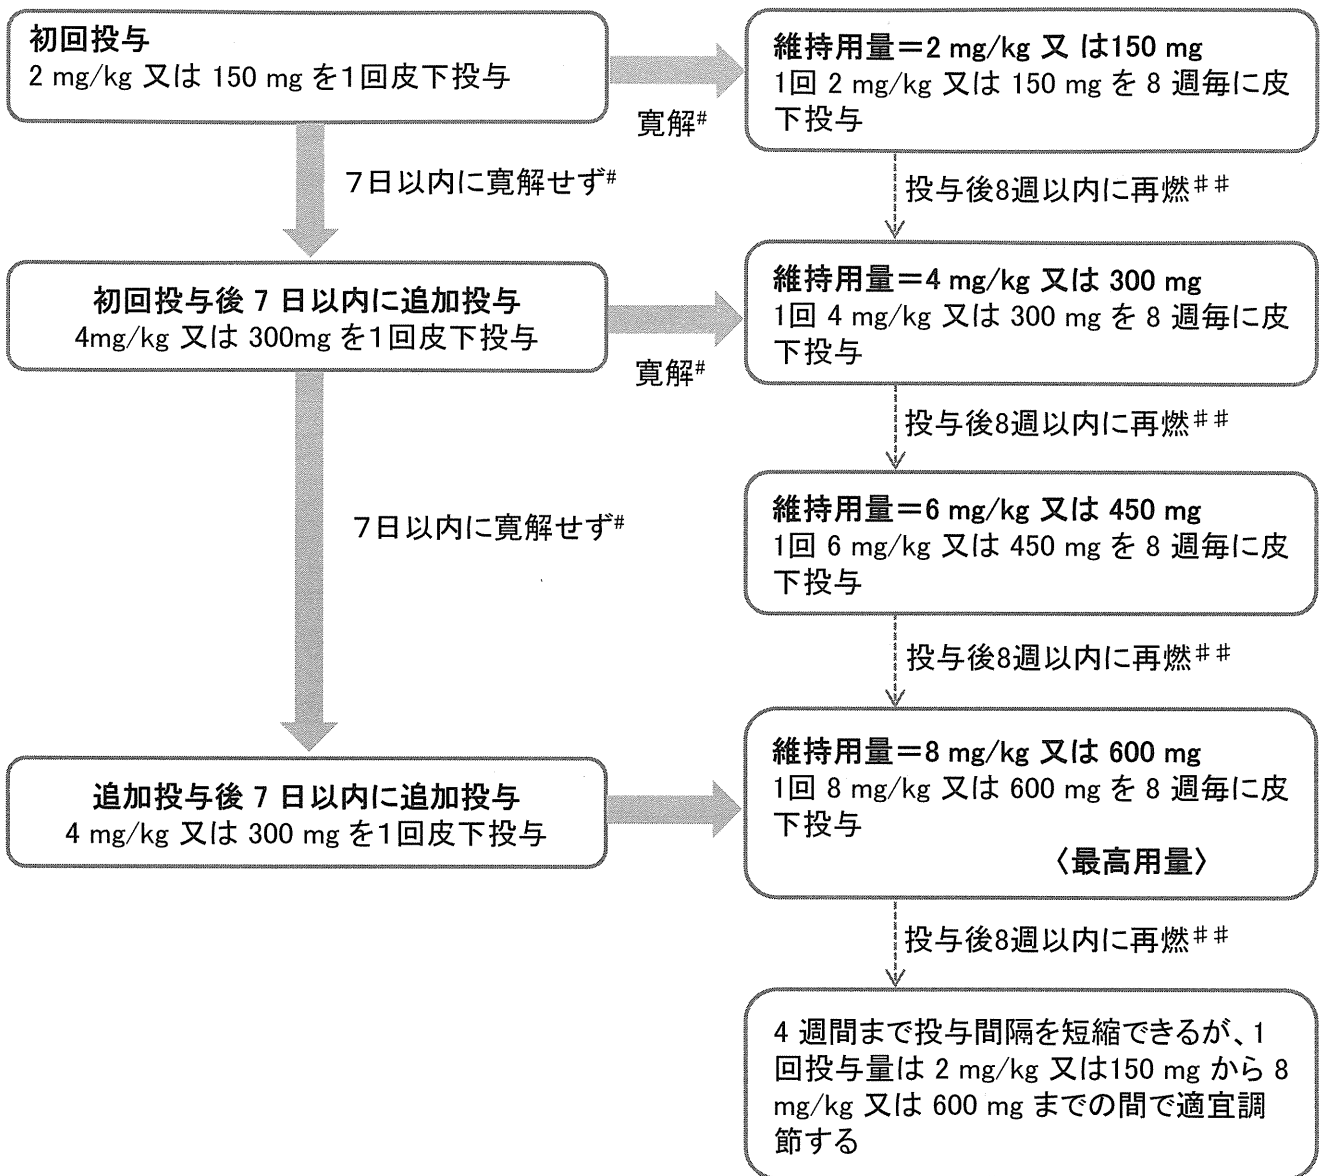 初回投与
2 mg/kg 又は 150 mg を1回皮下投与
寛解#
維持用量＝2 mg/kg 又 は150 mg
1回 2 mg/kg 又は 150 mg を 8 週毎に皮
下投与
7日以内に寛解せず#
投与後8週以内に再燃##
初回投与後 7 日以内に追加投与
4mg/kg 又は 300mg を1回皮下投与
寛解#
維持用量＝4 mg/kg 又は 300 mg
1回 4 mg/kg 又は 300 mg を 8 週毎に皮
下投与
投与後8週以内に再燃##
7日以内に寛解せず#
維持用量＝6 mg/kg 又は 450 mg
1回 6 mg/kg 又は 450 mg を 8 週毎に皮
下投与
投与後8週以内に再燃##
追加投与後 7 日以内に追加投与
4 mg/kg 又は 300 mg を1回皮下投与
維持用量＝8 mg/kg 又は 600 mg
1回 8 mg/kg 又は 600 mg を 8 週毎に皮
下投与
〈最高用量〉
投与後8週以内に再燃##
4 週間まで投与間隔を短縮できるが、1
回投与量は 2 mg/kg 又は150 mg から 8
mg/kg 又は 600 mg までの間で適宜調
節する